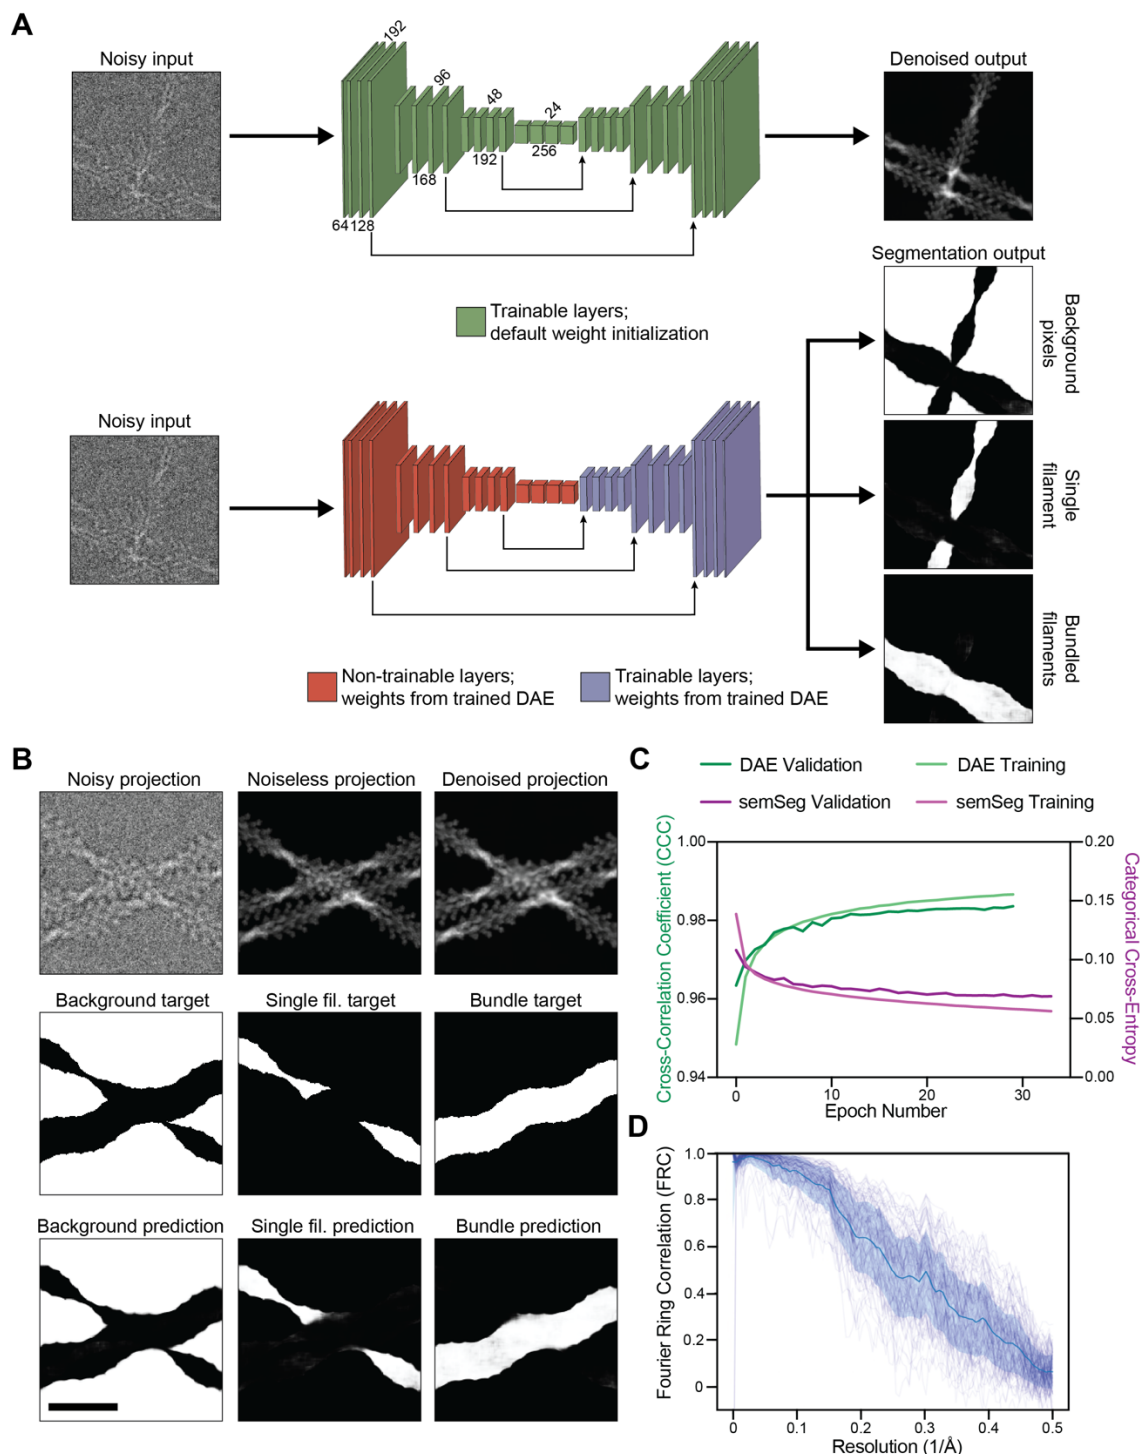 A
Noisy input
192
96
48
24
64
128
168
192
256
Denoised output
Trainable layers;
default weight initialization
Segmentation output
Background
pixels
Noisy input
Single
filament
Bundled
filaments
Non-trainable layers;
weights from trained DAE
Trainable layers;
weights from trained DAE
B
Noisy projection
Noiseless projection
Denoised projection
Background target
Single fil. target
Bundle target
Background prediction
Single fil. prediction
Bundle prediction
C
DAE Validation
DAE Training
semSeg Validation
semSeg Training
Cross-Correlation Coefficient (CCC)
1.00
0.98
0.96
0.94
0.20
0.15
0.10
0.05
0.00
Categorical Cross-Entropy
0
10
20
30
Epoch Number
D
Fourier Ring Correlation (FRC)
1.0
0.8
0.6
0.4
0.2
0
0
0.1
0.2
0.3
0.4
0.5
Resolution (1/Å)